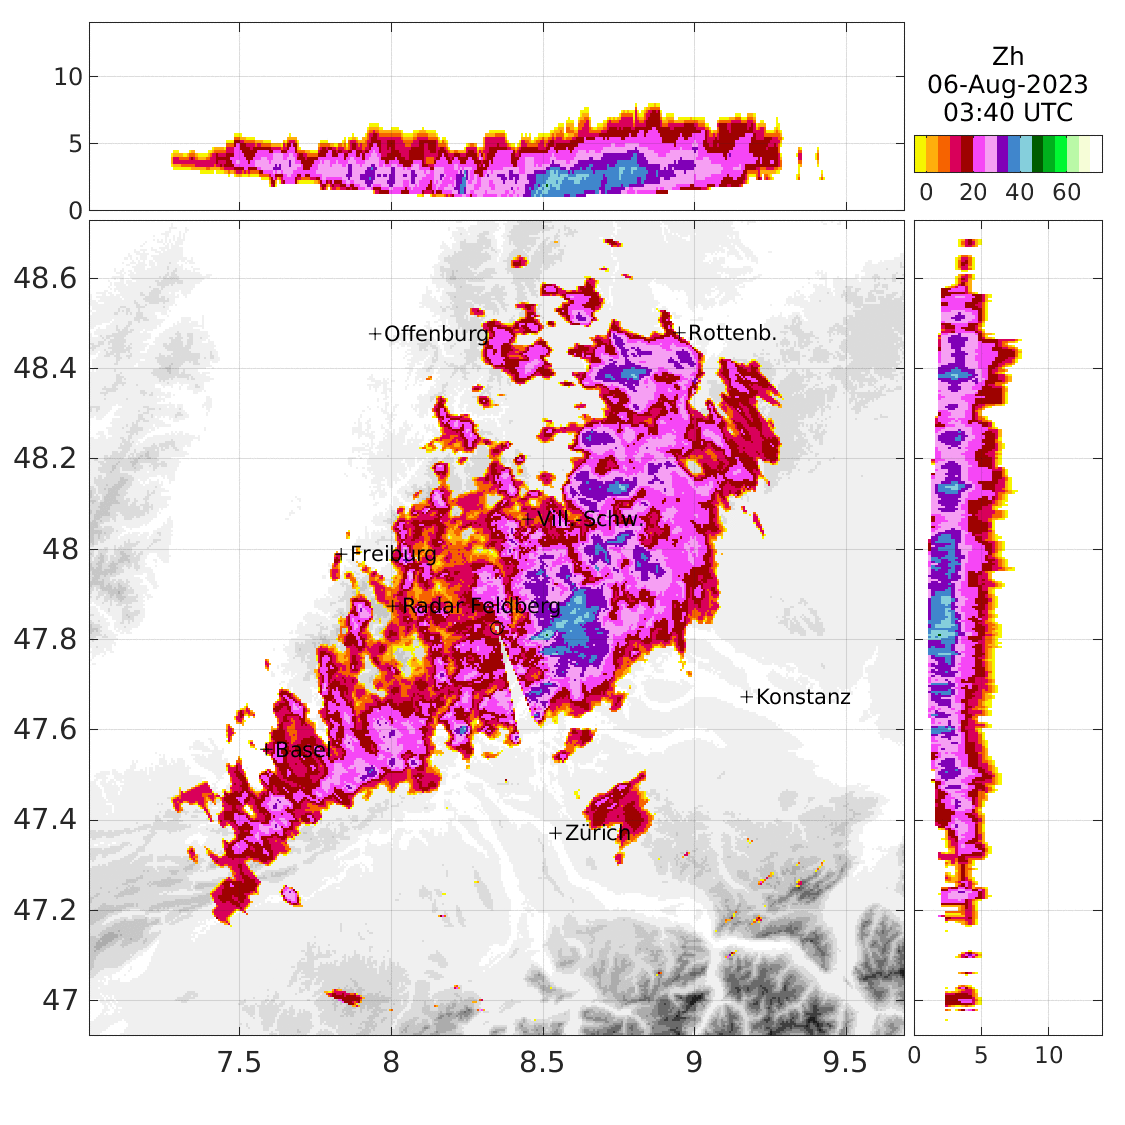 10
5
0
Zh
06-Aug-2023
03:40 UTC
0 20 40 60
48.6
48.4
48.2
48
47.8
47.6
47.4
47.2
47
+Offenburg
+Rottenb.
+Vill.-Schw.
+Freiburg
+Radar Feldberg
+Konstanz
+Basel
+Zürich
7.5 8 8.5 9 9.5
0 5 10